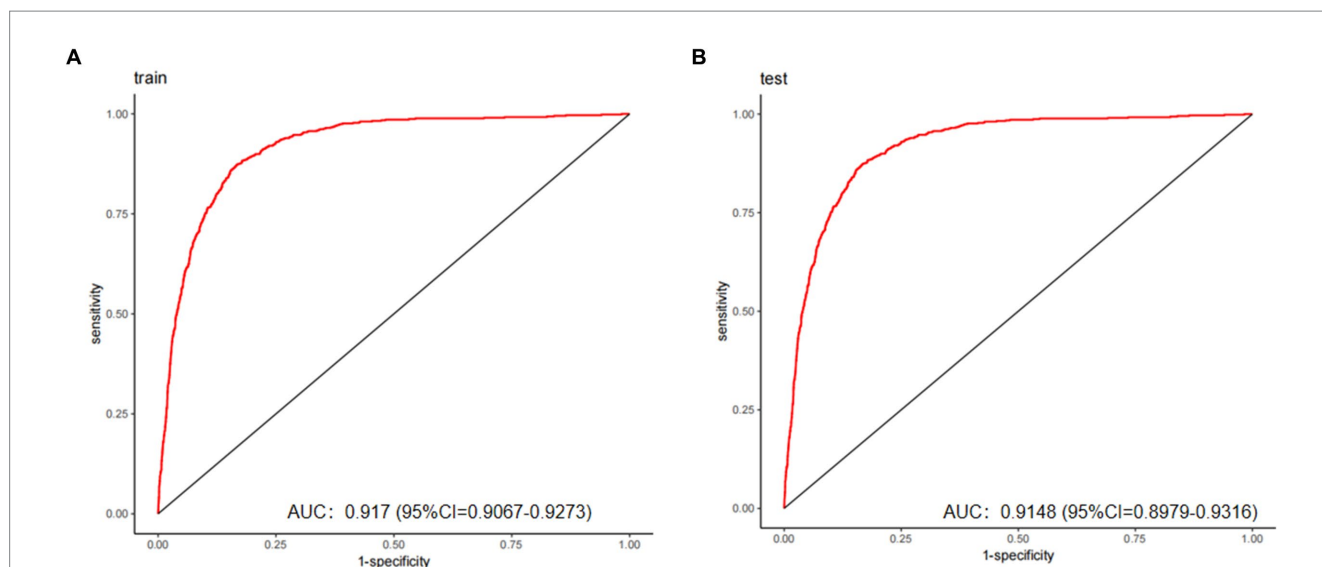 A
train
1.00
0.75
0.50
0.25
0.00
sensitivity
AUC: 0.917 (95%CI=0.9067-0.9273)
0.00 0.25 0.50 0.75 1.00
1-specificity
B
test
1.00
0.75
0.50
0.25
0.00
sensitivity
AUC: 0.9148 (95%CI=0.8979-0.9316)
0.00 0.25 0.50 0.75 1.00
1-specificity